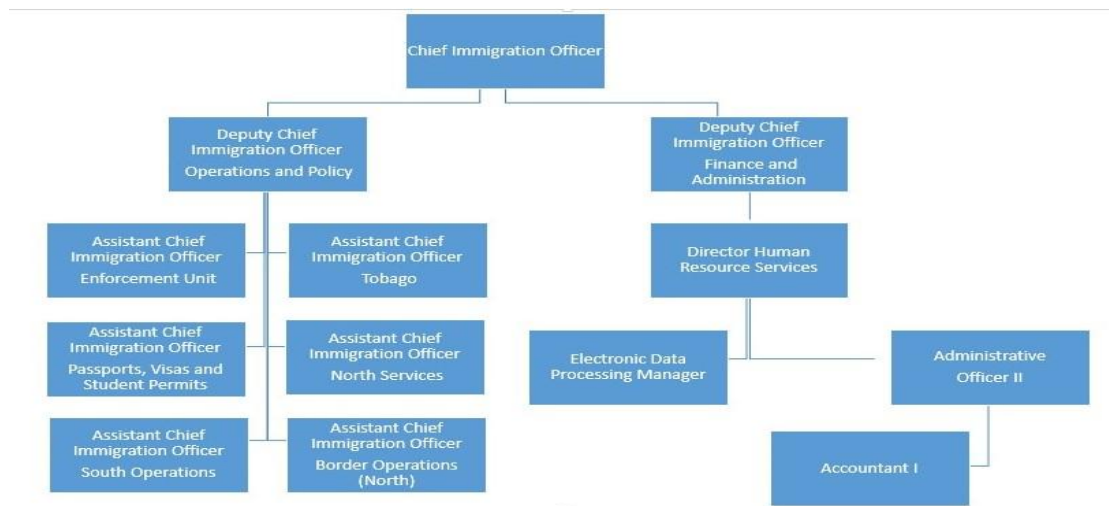 Chief Immigration Officer
Deputy Chief
Immigration Officer
Operations and Policy
Deputy Chief
Immigration Officer
Finance and
Administration
Assistant Chief
Immigration Officer
Enforcement Unit
Assistant Chief
Immigration Officer
Tobago
Director Human
Resource Services
Assistant Chief
Immigration Officer
Passports, Visas and
Student Permits
Assistant Chief
Immigration Officer
North Services
Electronic Data
Processing Manager
Administrative
Officer II
Assistant Chief
Immigration Officer
South Operations
Assistant Chief
Immigration Officer
Border Operations
(North)
Accountant I